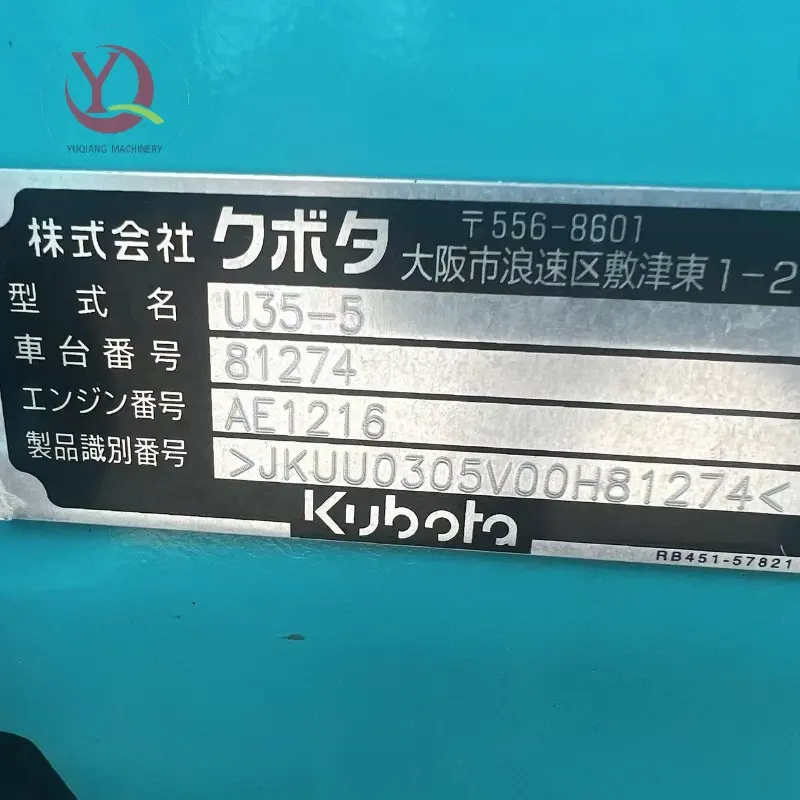 YQ
YUQIANG MACHINERY
株式会社 クボタ 〒556-8601
大阪市浪速区敷津東1-2
型式名 U35-5
車台番号 81274
エンジン番号 AE1216
製品識別番号 >JKUU0305V00H81274<
Kubota
RB451-57821